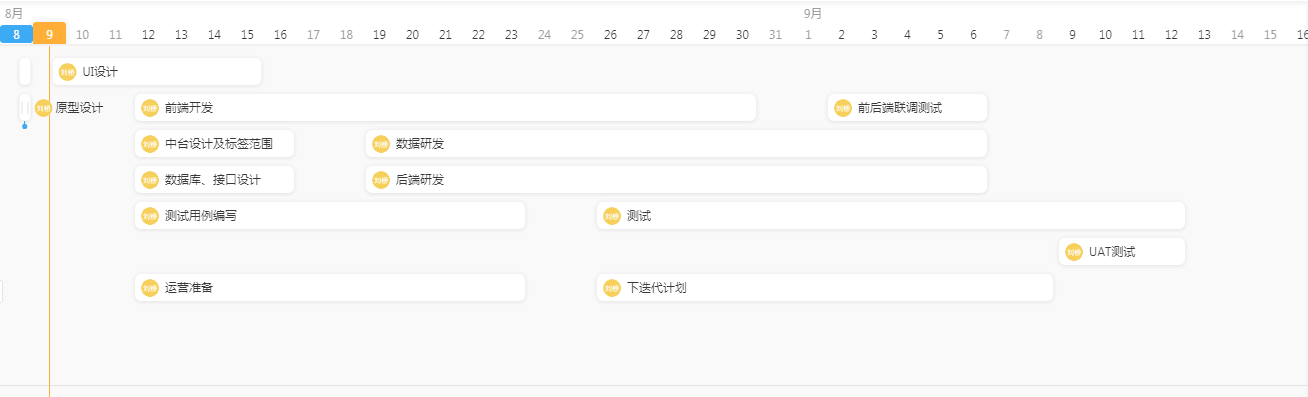 8月 9月
8 9 10 11 12 13 14 15 16 17 18 19 20 21 22 23 24 25 26 27 28 29 30 31 1 2 3 4 5 6 7 8 9 10 11 12 13 14 15 16
UI设计
原型设计 前端开发 前后端联调测试
中台设计及标签范围 数据研发
数据库、接口设计 后端研发
测试用例编写 测试
UAT测试
运营准备 下迭代计划